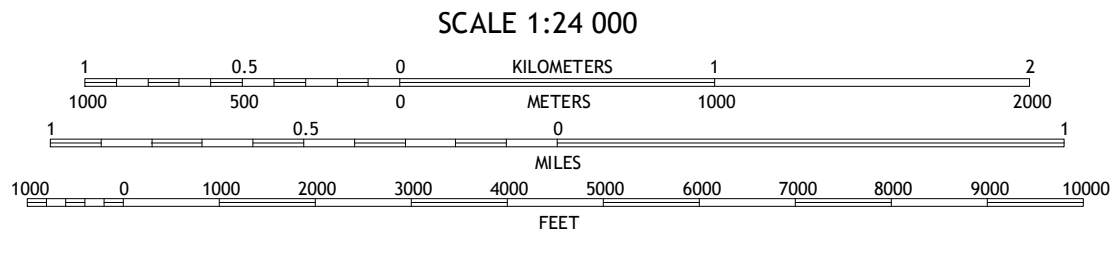 SCALE 1:24 000
1 0.5 0 KILOMETERS 1 2
1000 500 0 METERS 1000 2000
1 0.5 0 1
MILES
1000 0 1000 2000 3000 4000 5000 6000 7000 8000 9000 10000
FEET